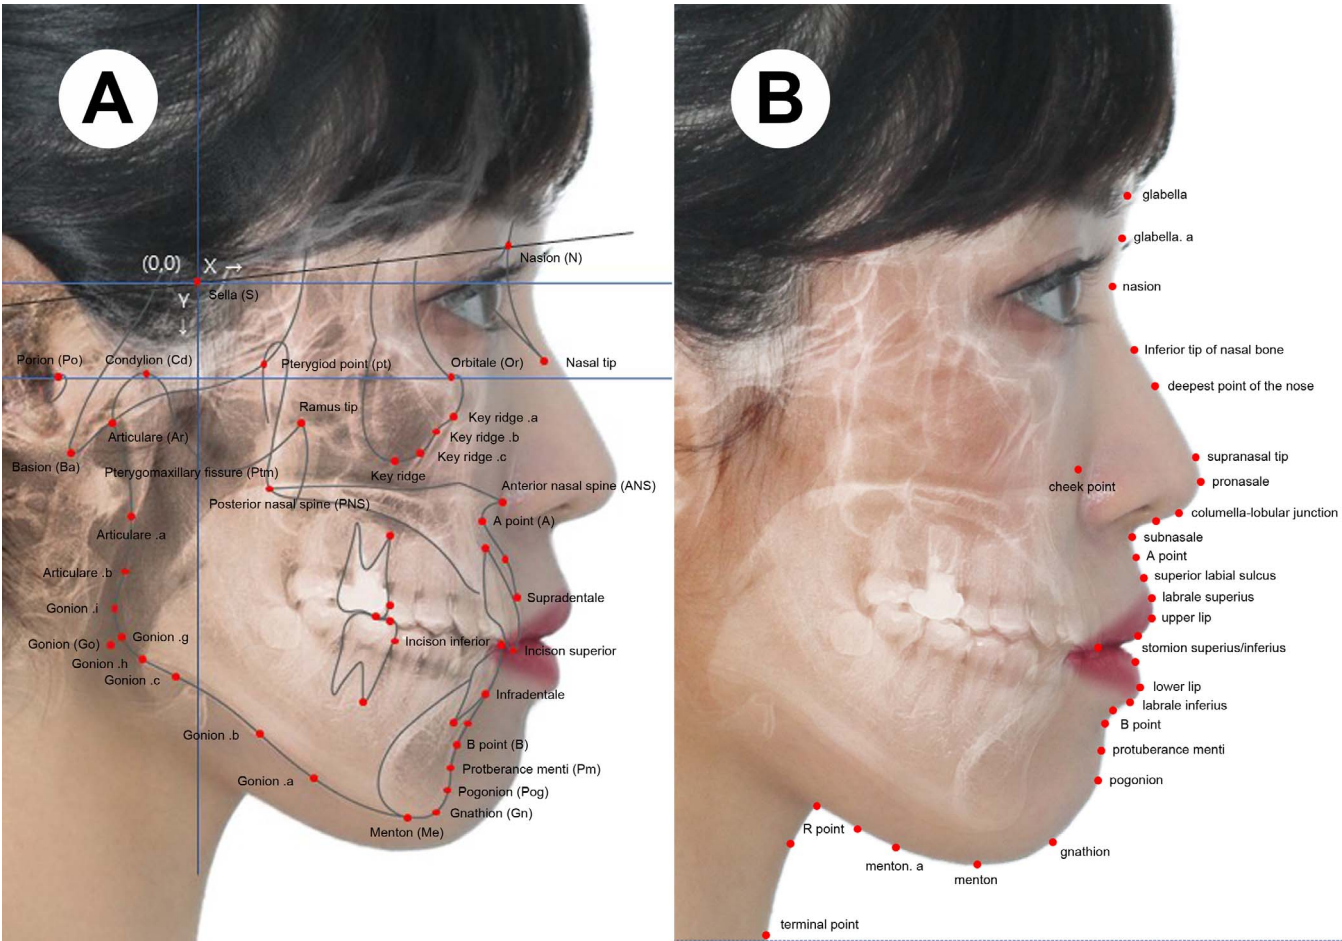 A
(0,0) X →
Nasion (N)
Sella (S)
Y
↓
Porion (Po)
Condylion (Cd)
Pterygiod point (pt)
Orbitale (Or)
Nasal tip
Ramus tip
Key ridge .a
Articulare (Ar)
Key ridge .b
Key ridge .c
Basion (Ba)
Pterygomaxillary fissure (Ptm)
Key ridge
Anterior nasal spine (ANS)
Posterior nasal spine (PNS)
A point (A)
Articulare .a
Articulare .b
Supradentale
Gonion .i
Gonion .g
Gonion (Go)
Incison inferior
Incison superior
Gonion .h
Gonion .c
Infradentale
Gonion .b
B point (B)
Protberance menti (Pm)
Gonion .a
Pogonion (Pog)
Gnathion (Gn)
Menton (Me)
B
glabella
glabella. a
nasion
Inferior tip of nasal bone
deepest point of the nose
supranasal tip
cheek point
pronasale
columella-lobular junction
subnasale
A point
superior labial sulcus
labrale superius
upper lip
stomion superius/inferius
lower lip
labrale inferius
B point
protuberance menti
pogonion
R point
gnathion
menton. a
menton
terminal point